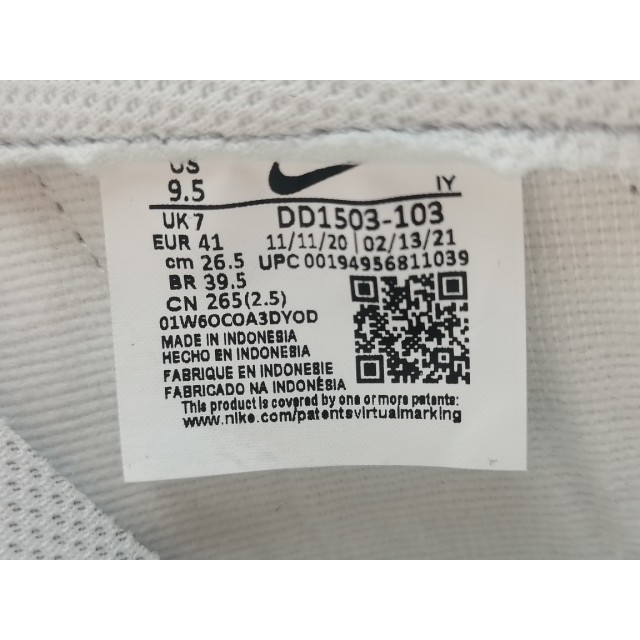 US
9.5
IY
UK 7
DD1503-103
EUR 41
11/11/20 02/13/21
cm 26.5
UPC 00194956811039
BR 39.5
CN 265(2.5)
01W6OCOA3DYOD
MADE IN INDONESIA
HECHO EN INDONESIA
FABRIQUE EN INDONESIE
FABRICADO NA INDONÉSIA
This product is covered by one or more patents:
www.nike.com/patentsvirtualmarking